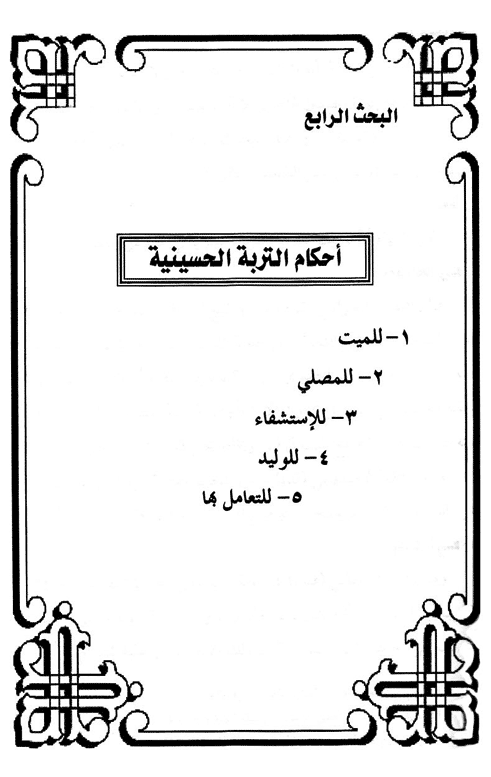 البحث الرابع
أحكام التربة الحسينية
١- للميت
٢- للمصلي
٣- للإستشفاء
٤- للوليد
٥- للتعامل بها